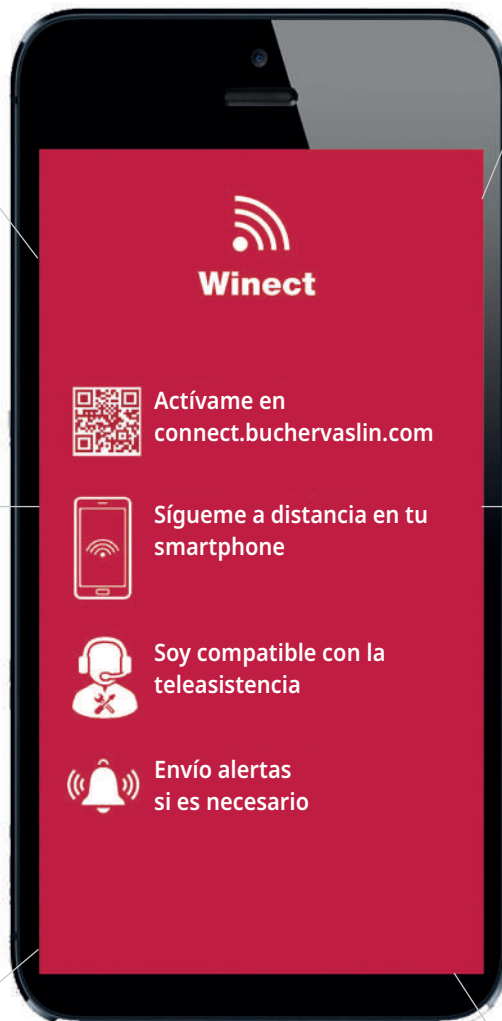 Winect
Actívame en
connect.buchervaslin.com
Sígueme a distancia en tu
smartphone
Soy compatible con la
teleasistencia
Envío alertas
si es necesario